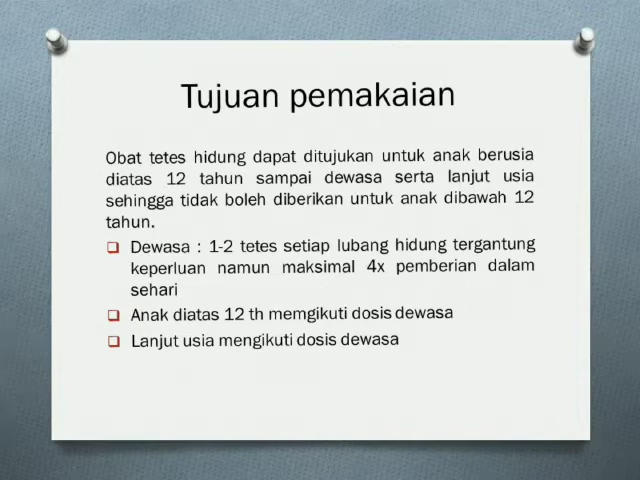 Tujuan pemakaian
Obat tetes hidung dapat ditujukan untuk anak berusia
diatas 12 tahun sampai dewasa serta lanjut usia
sehingga tidak boleh diberikan untuk anak dibawah 12
tahun.
Dewasa : 1-2 tetes setiap lubang hidung tergantung
keperluan namun maksimal 4x pemberian dalam
sehari
Anak diatas 12 th memgikuti dosis dewasa
Lanjut usia mengikuti dosis dewasa